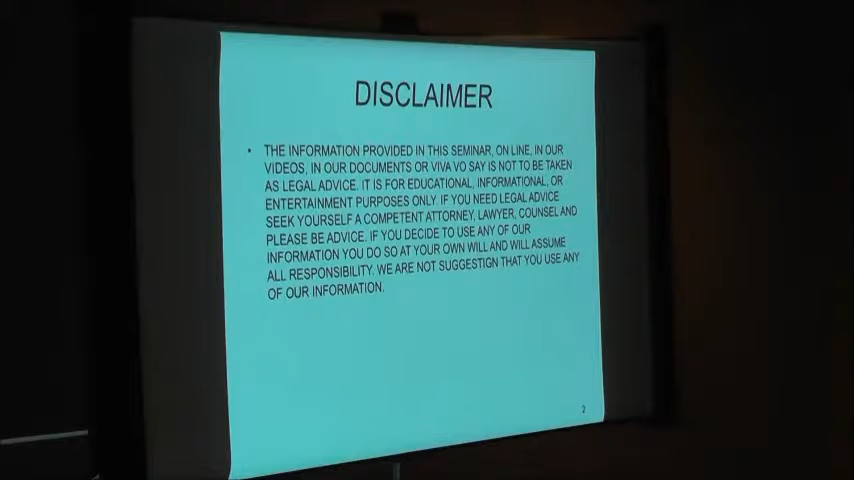 DISCLAIMER
• THE INFORMATION PROVIDED IN THIS SEMINAR, ON LINE, IN OUR
VIDEOS, IN OUR DOCUMENTS OR VIVA VO SAY IS NOT TO BE TAKEN
AS LEGAL ADVICE. IT IS FOR EDUCATIONAL, INFORMATIONAL, OR
ENTERTAINMENT PURPOSES ONLY. IF YOU NEED LEGAL ADVICE
SEEK YOURSELF A COMPETENT ATTORNEY, LAWYER, COUNSEL AND
PLEASE BE ADVICE. IF YOU DECIDE TO USE ANY OF OUR
INFORMATION YOU DO SO AT YOUR OWN WILL AND WILL ASSUME
ALL RESPONSIBILITY. WE ARE NOT SUGGESTIGN THAT YOU USE ANY
OF OUR INFORMATION.
2